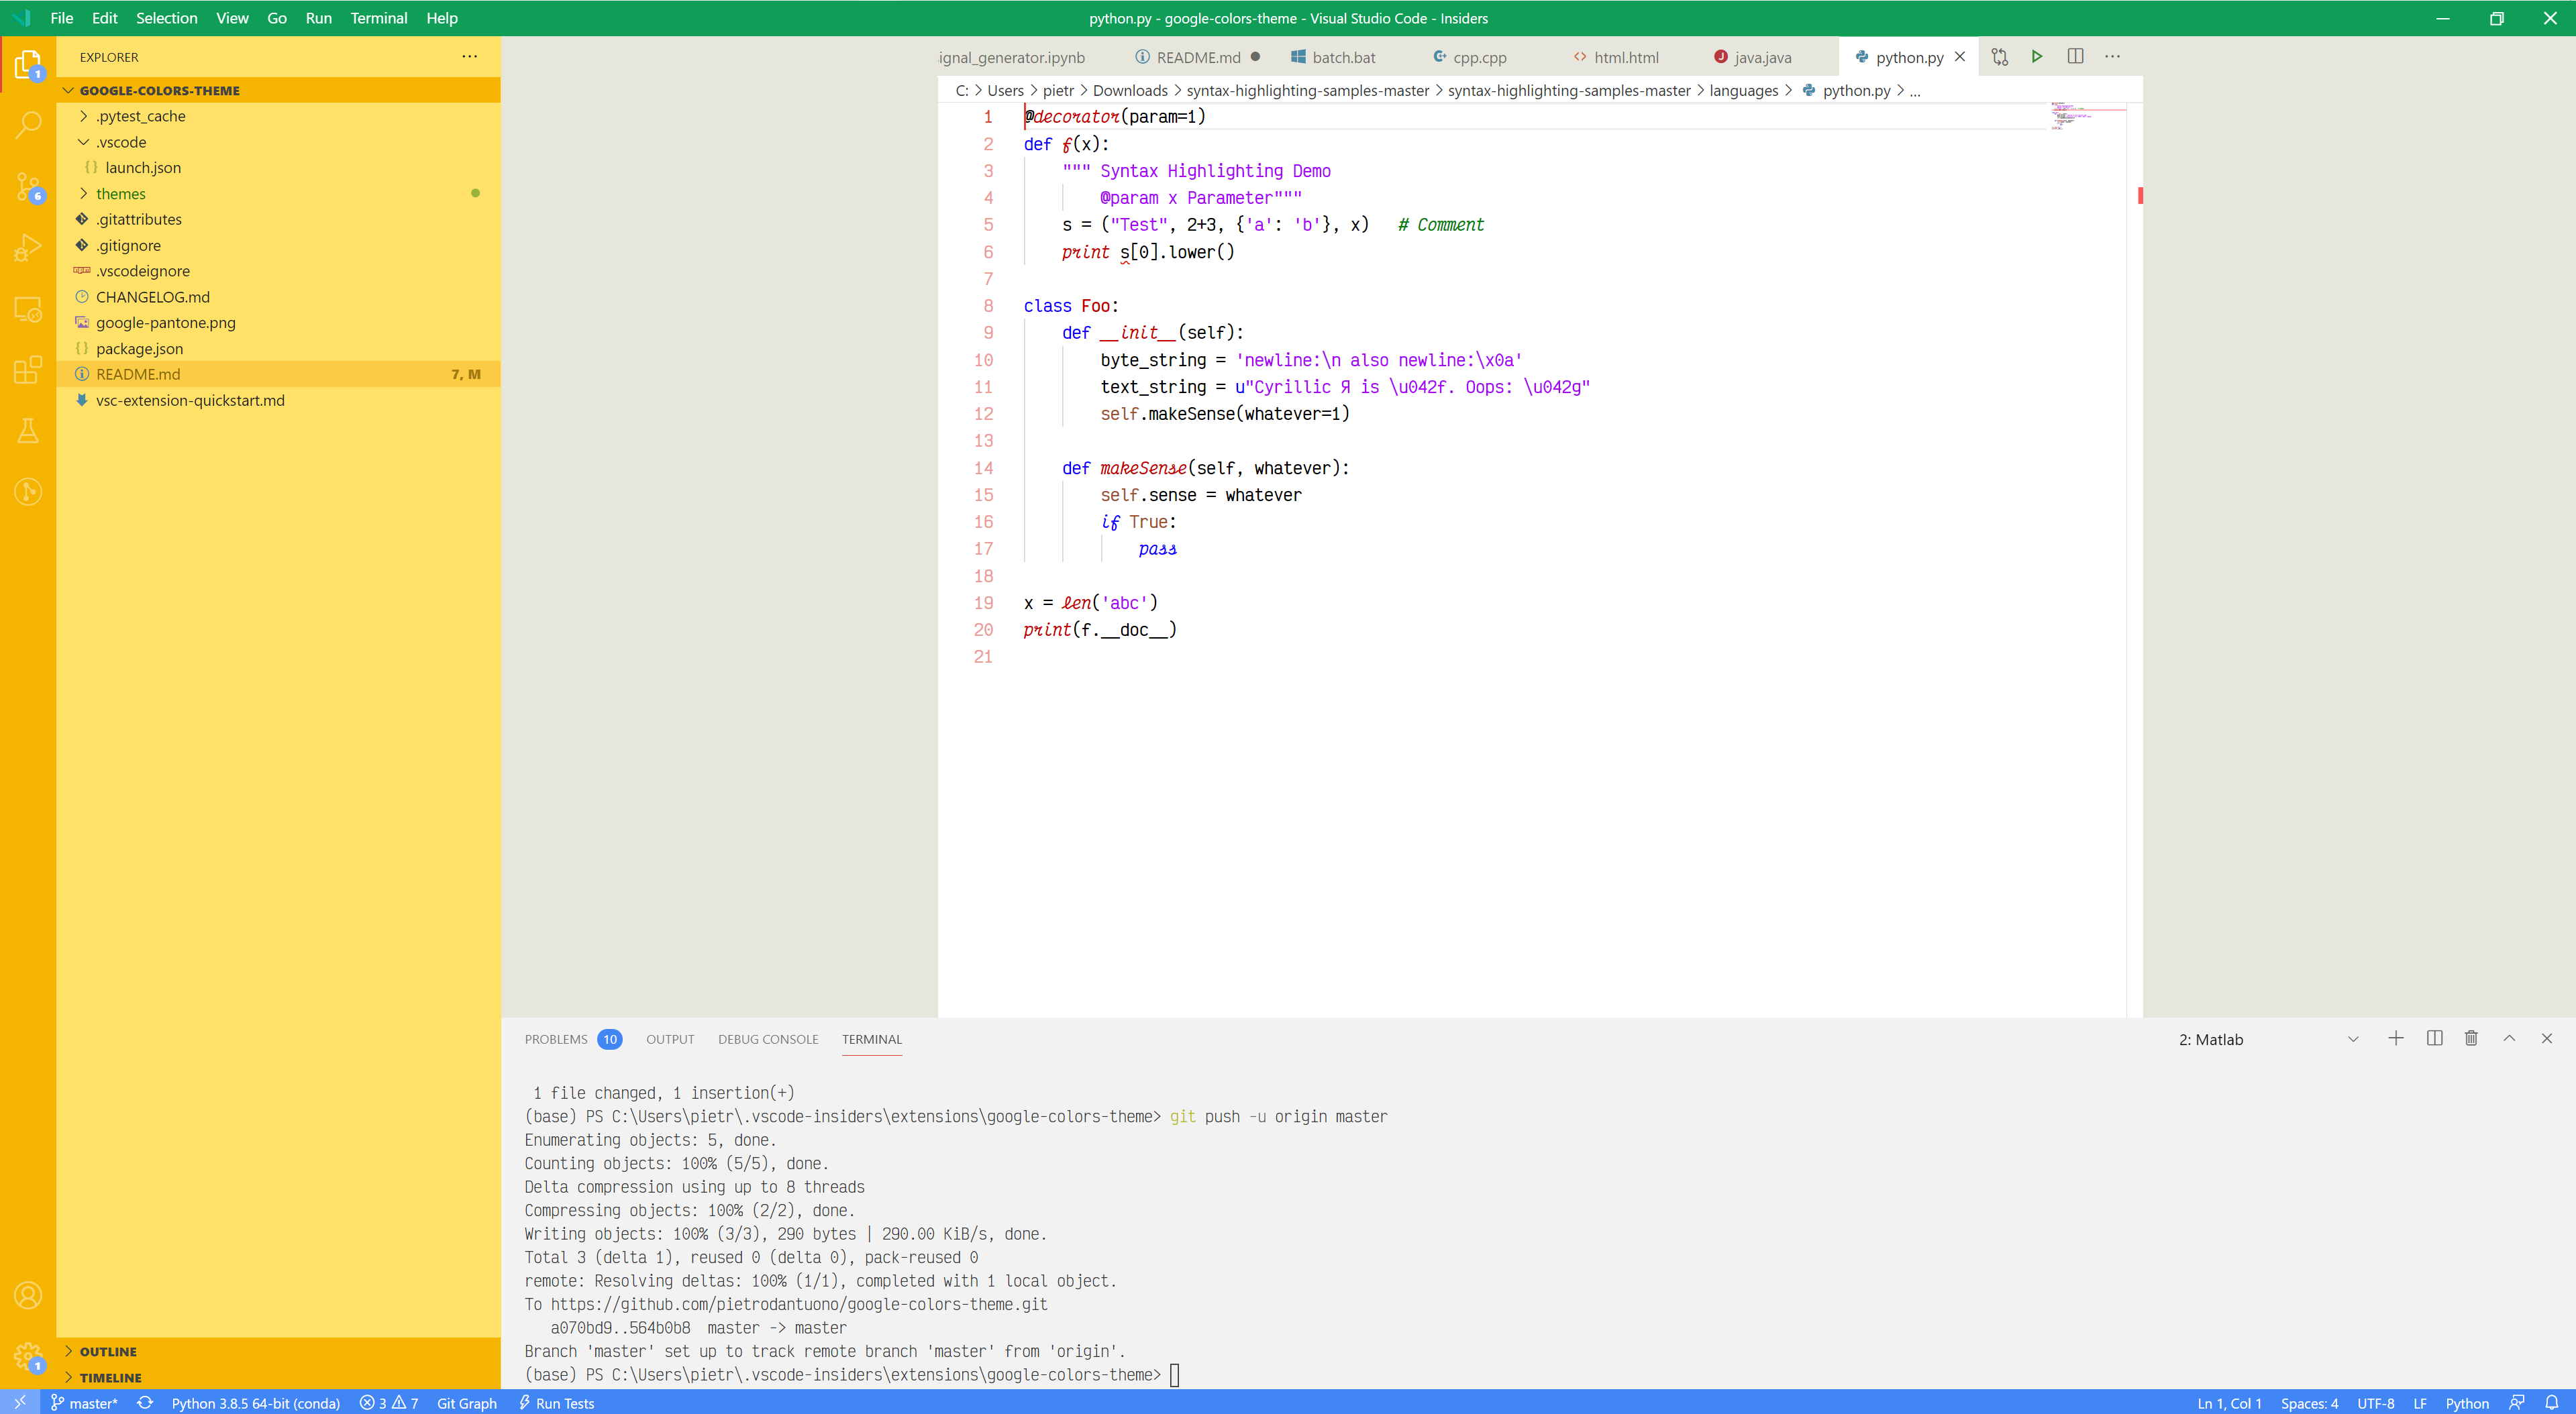 File Edit Selection View Go Run Terminal Help
python.py - google-colors-theme - Visual Studio Code - Insiders
EXPLORER
GOOGLE-COLORS-THEME
.pytest_cache
.vscode
launch.json
themes
.gitattributes
.gitignore
.vscodeignore
CHANGELOG.md
google-pantone.png
package.json
README.md 7, M
vsc-extension-quickstart.md
OUTLINE
TIMELINE
1
6
1
ignal_generator.ipynb README.md batch.bat cpp.cpp html.html java.java python.py
C: > Users > pietr > Downloads > syntax-highlighting-samples-master > syntax-highlighting-samples-master > languages > python.py > ...
1 @decorator(param=1)
2 def f(x):
3     """ Syntax Highlighting Demo
4         @param x Parameter"""
5     s = ("Test", 2+3, {'a': 'b'}, x)   # Comment
6     print s[0].lower()
7
8 class Foo:
9     def __init__(self):
10         byte_string = 'newline:\n also newline:\x0a'
11         text_string = u"Cyrillic Я is \u042f. Oops: \u042g"
12         self.makeSense(whatever=1)
13
14     def makeSense(self, whatever):
15         self.sense = whatever
16         if True:
17             pass
18
19 x = len('abc')
20 print(f.__doc__)
21
PROBLEMS 10 OUTPUT DEBUG CONSOLE TERMINAL 2: Matlab
1 file changed, 1 insertion(+)
(base) PS C:\Users\pietr\.vscode-insiders\extensions\google-colors-theme> git push -u origin master
Enumerating objects: 5, done.
Counting objects: 100% (5/5), done.
Delta compression using up to 8 threads
Compressing objects: 100% (2/2), done.
Writing objects: 100% (3/3), 290 bytes | 290.00 KiB/s, done.
Total 3 (delta 1), reused 0 (delta 0), pack-reused 0
remote: Resolving deltas: 100% (1/1), completed with 1 local object.
To https://github.com/pietrodantuono/google-colors-theme.git
   a070bd9..564b0b8  master -> master
Branch 'master' set up to track remote branch 'master' from 'origin'.
(base) PS C:\Users\pietr\.vscode-insiders\extensions\google-colors-theme>
master* Python 3.8.5 64-bit (conda) 3 7 Git Graph Run Tests Ln 1, Col 1 Spaces: 4 UTF-8 LF Python